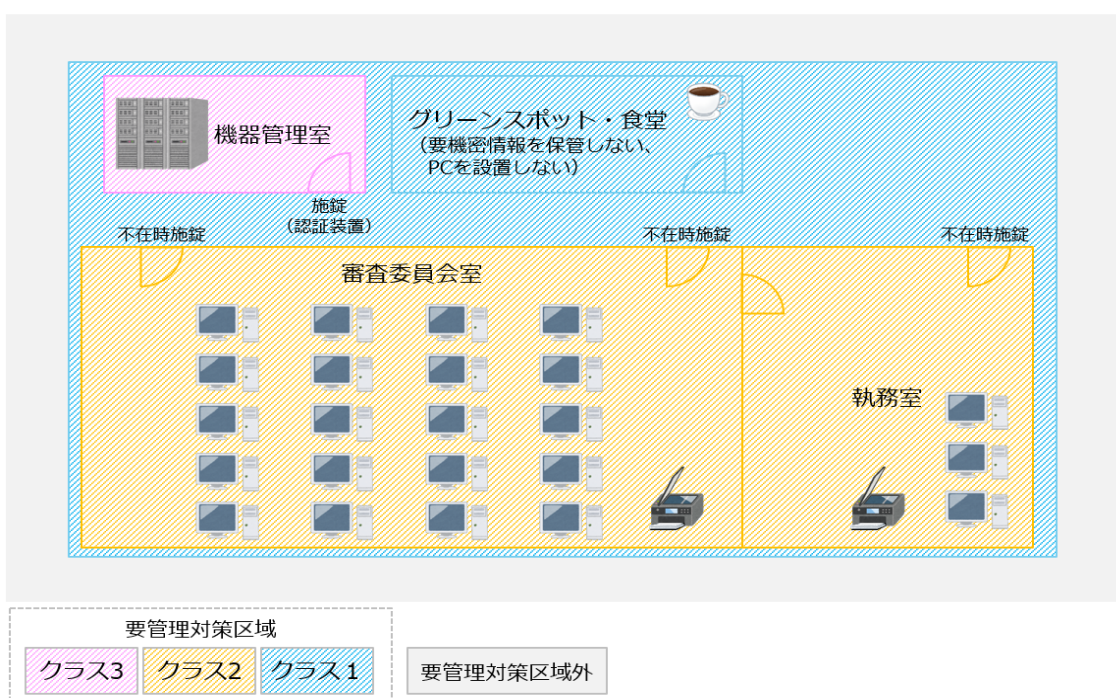 機器管理室
グリーンスポット・食堂
（要機密情報を保管しない、
PCを設置しない）
施錠
（認証装置）
不在時施錠
不在時施錠
不在時施錠
審査委員会室
執務室
要管理対策区域
クラス3
クラス2
クラス１
要管理対策区域外